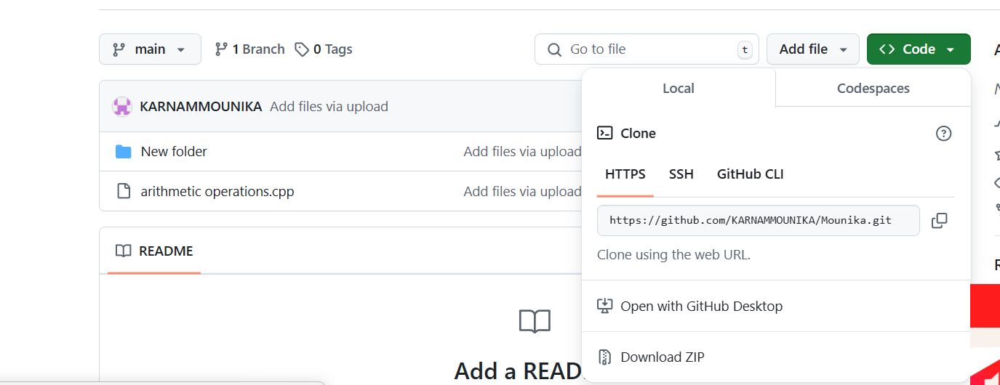 main 1 Branch 0 Tags Go to file t Add file Code
Local Codespaces
KARNAMMOUNIKA Add files via upload
Clone
New folder Add files via upload
HTTPS SSH GitHub CLI
arithmetic operations.cpp Add files via upload
https://github.com/KARNAMMOUNIKA/Mounika.git
README
Clone using the web URL.
Open with GitHub Desktop
Download ZIP
Add a READ